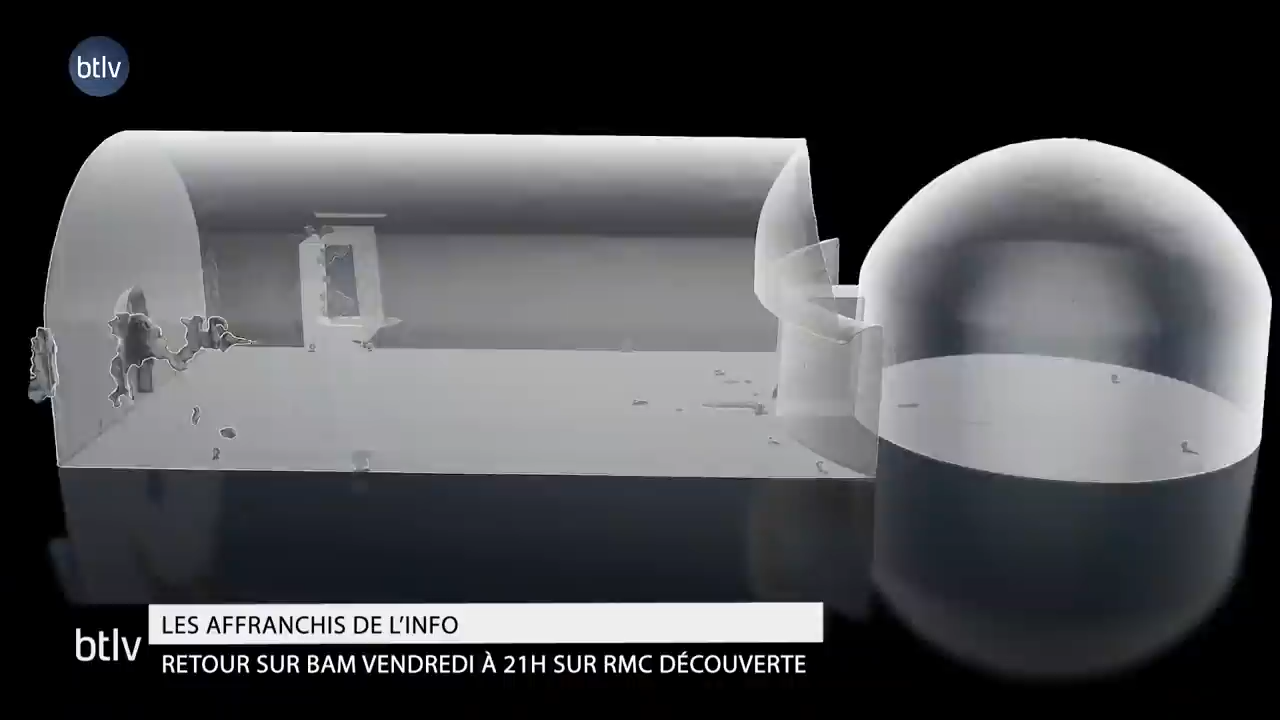 btlv
LES AFFRANCHIS DE L'INFO
btlv
RETOUR SUR BAM VENDREDI À 21H SUR RMC DÉCOUVERTE